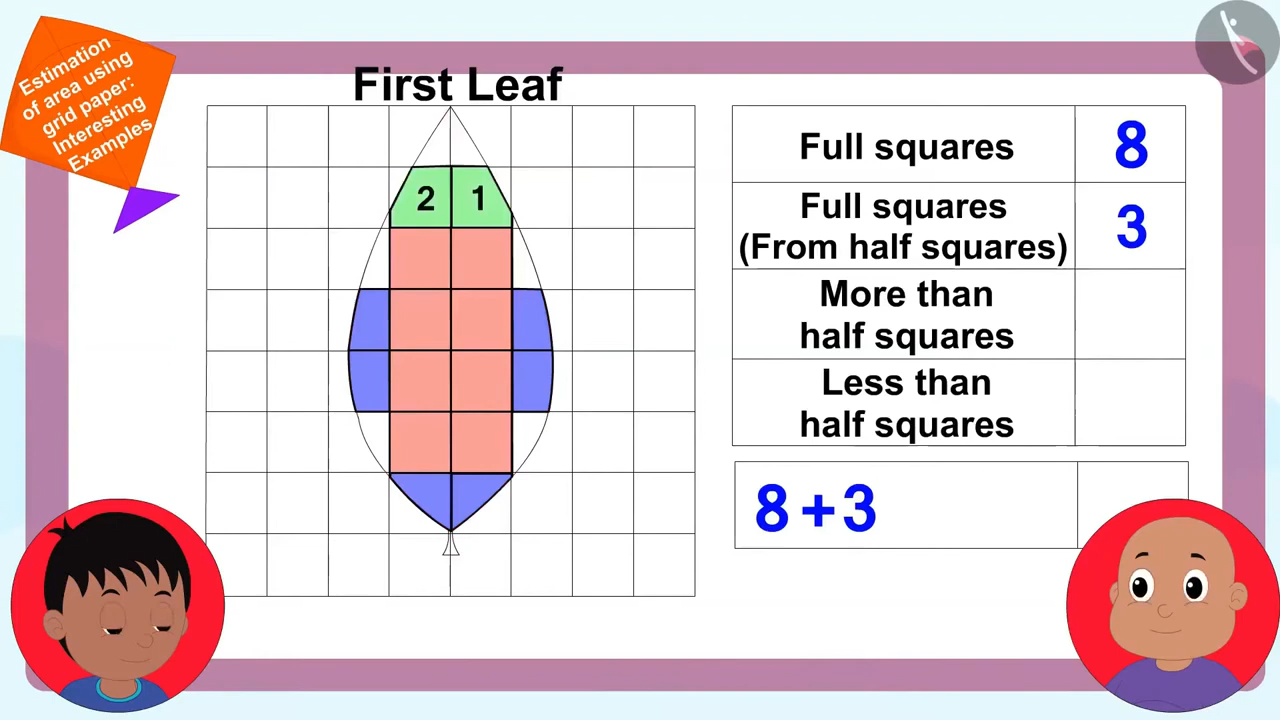 Estimation
of area using
grid paper:
Interesting
Examples
First Leaf
2 1
Full squares 8
Full squares
(From half squares) 3
More than
half squares
Less than
half squares
8+3